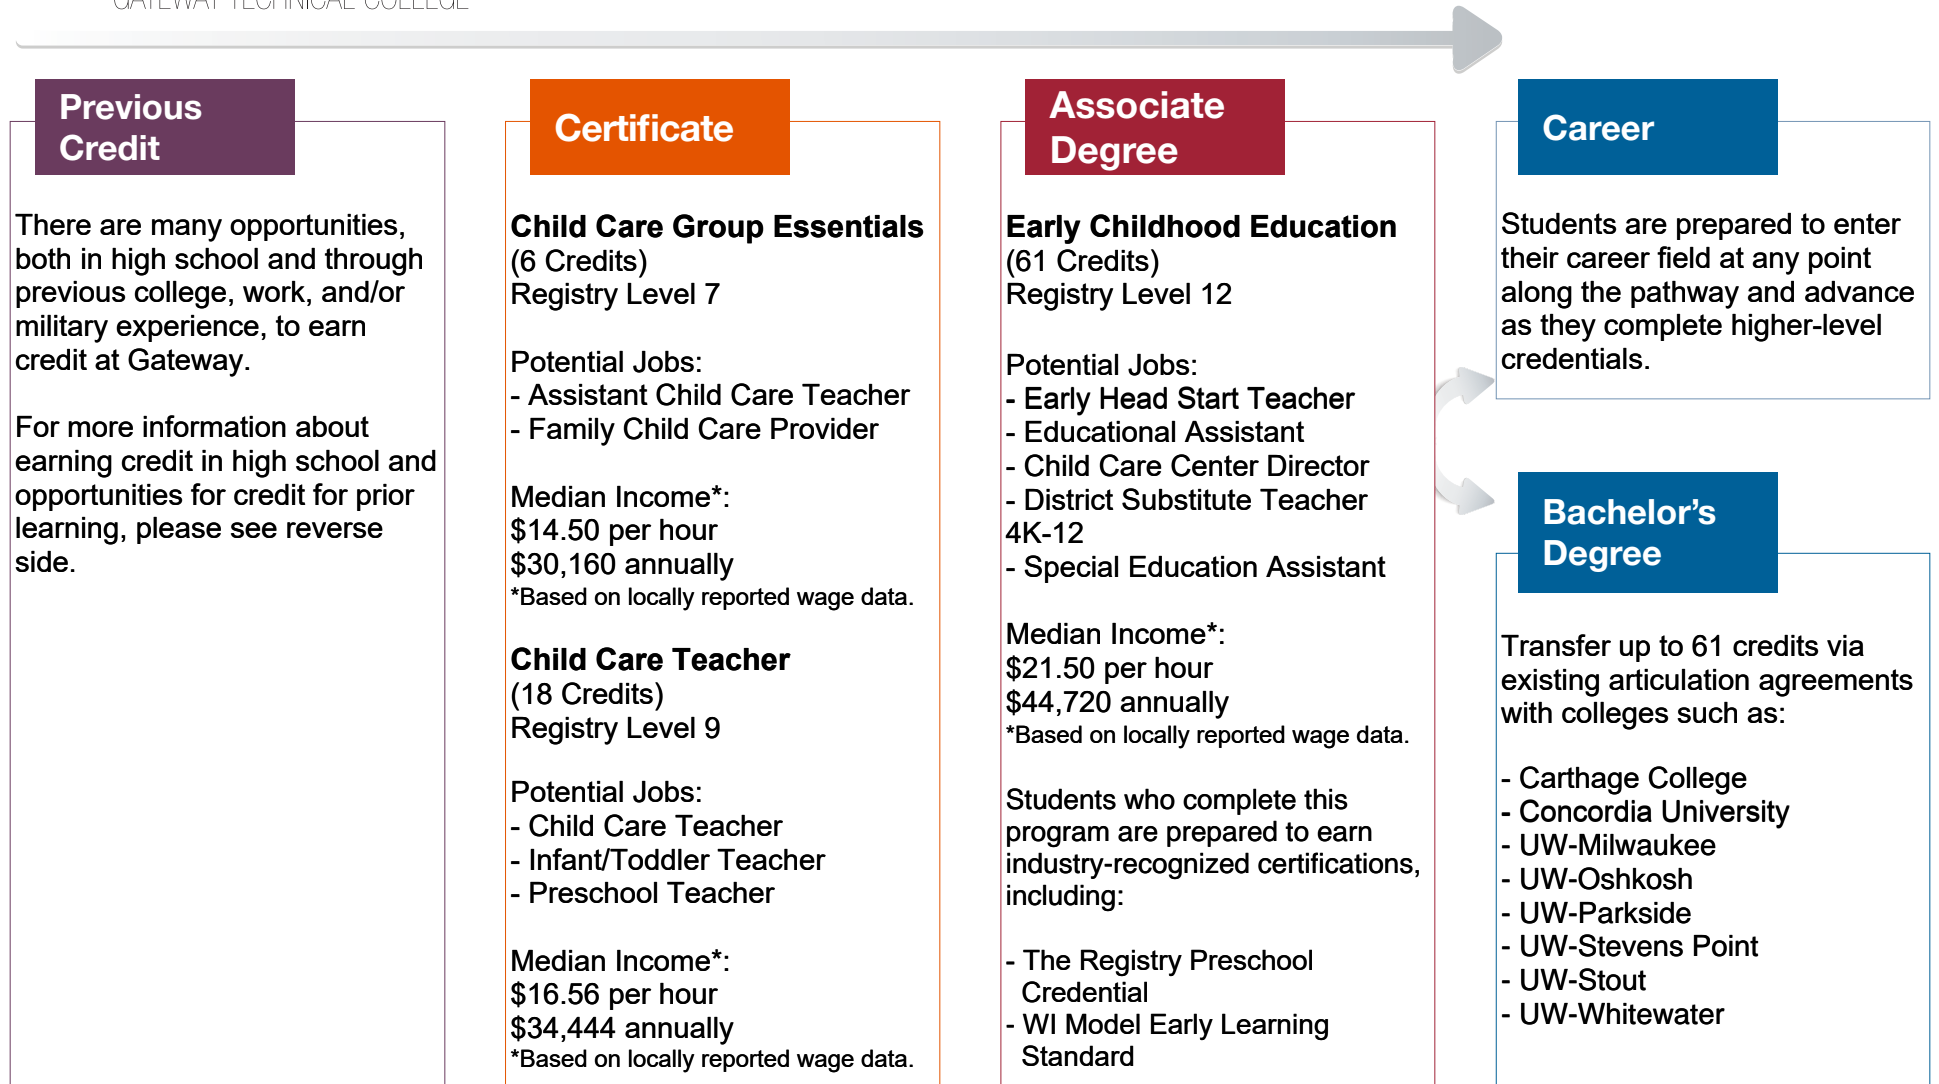 GATEWAY TECHNICAL COLLEGE
Previous
Credit
There are many opportunities,
both in high school and through
previous college, work, and/or
military experience, to earn
credit at Gateway.
For more information about
earning credit in high school and
opportunities for credit for prior
learning, please see reverse
side.
Certificate
Child Care Group Essentials
(6 Credits)
Registry Level 7
Potential Jobs:
- Assistant Child Care Teacher
- Family Child Care Provider
Median Income*:
$14.50 per hour
$30,160 annually
*Based on locally reported wage data.
Child Care Teacher
(18 Credits)
Registry Level 9
Potential Jobs:
- Child Care Teacher
- Infant/Toddler Teacher
- Preschool Teacher
Median Income*:
$16.56 per hour
$34,444 annually
*Based on locally reported wage data.
Associate
Degree
Early Childhood Education
(61 Credits)
Registry Level 12
Potential Jobs:
- Early Head Start Teacher
- Educational Assistant
- Child Care Center Director
- District Substitute Teacher
4K-12
- Special Education Assistant
Median Income*:
$21.50 per hour
$44,720 annually
*Based on locally reported wage data.
Students who complete this
program are prepared to earn
industry-recognized certifications,
including:
- The Registry Preschool
Credential
- WI Model Early Learning
Standard
Career
Students are prepared to enter
their career field at any point
along the pathway and advance
as they complete higher-level
credentials.
Bachelor’s
Degree
Transfer up to 61 credits via
existing articulation agreements
with colleges such as:
- Carthage College
- Concordia University
- UW-Milwaukee
- UW-Oshkosh
- UW-Parkside
- UW-Stevens Point
- UW-Stout
- UW-Whitewater